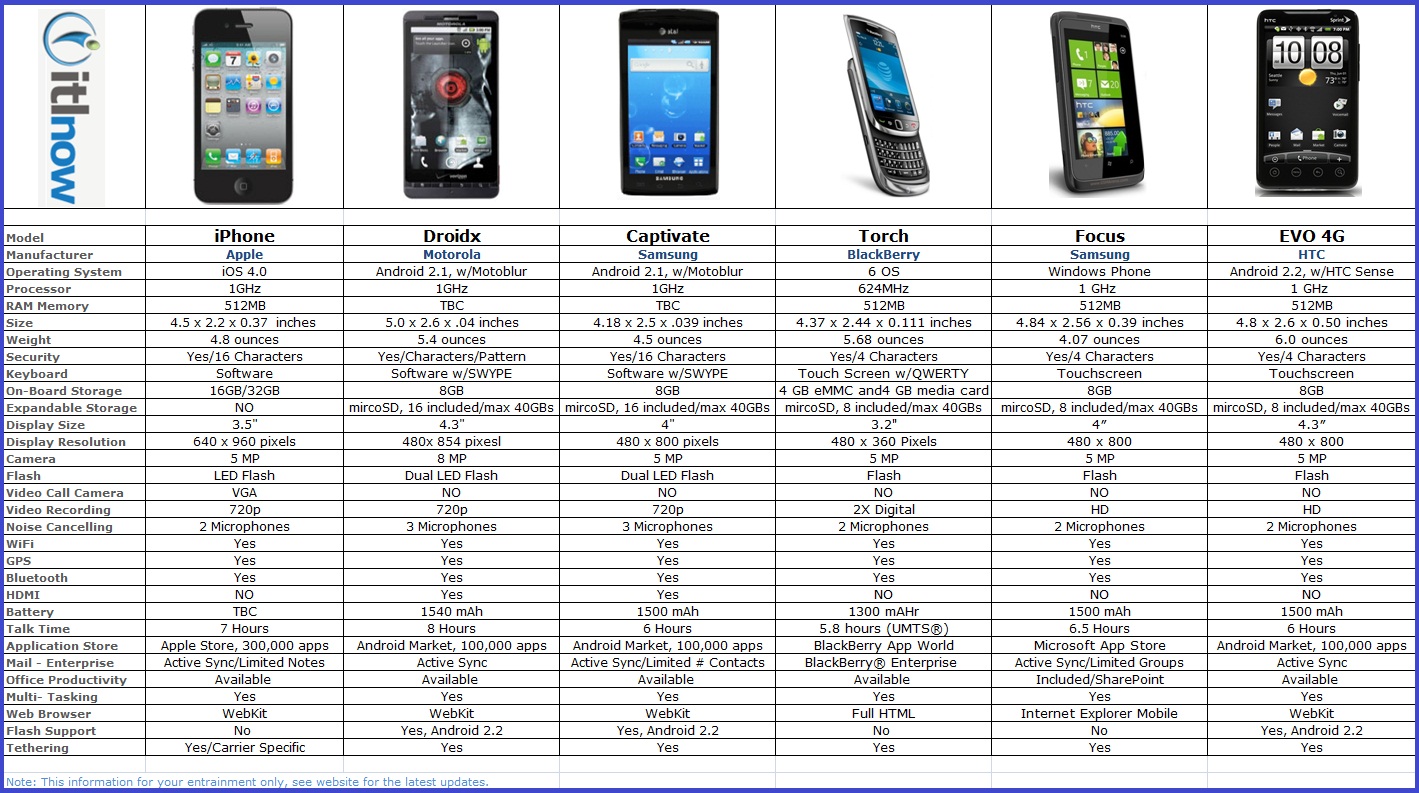 itlnow
Model iPhone Droidx Captivate Torch Focus EVO 4G
Manufacturer Apple Motorola Samsung BlackBerry Samsung HTC
Operating System iOS 4.0 Android 2.1, w/Motoblur Android 2.1, w/Motoblur 6 OS Windows Phone Android 2.2, w/HTC Sense
Processor 1GHz 1GHz 1GHz 624MHz 1 GHz 1 GHz
RAM Memory 512MB TBC TBC 512MB 512MB 512MB
Size 4.5 x 2.2 x 0.37 inches 5.0 x 2.6 x .04 inches 4.18 x 2.5 x .039 inches 4.37 x 2.44 x 0.111 inches 4.84 x 2.56 x 0.39 inches 4.8 x 2.6 x 0.50 inches
Weight 4.8 ounces 5.4 ounces 4.5 ounces 5.68 ounces 4.07 ounces 6.0 ounces
Security Yes/16 Characters Yes/Characters/Pattern Yes/16 Characters Yes/4 Characters Yes/4 Characters Yes/4 Characters
Keyboard Software Software w/SWYPE Software w/SWYPE Touch Screen w/QWERTY Touchscreen Touchscreen
On-Board Storage 16GB/32GB 8GB 8GB 4 GB eMMC and4 GB media card 8GB 8GB
Expandable Storage NO mircoSD, 16 included/max 40GBs mircoSD, 16 included/max 40GBs mircoSD, 8 included/max 40GBs mircoSD, 8 included/max 40GBs mircoSD, 8 included/max 40GBs
Display Size 3.5" 4.3" 4" 3.2" 4” 4.3”
Display Resolution 640 x 960 pixels 480x 854 pixesl 480 x 800 pixels 480 x 360 Pixels 480 x 800 480 x 800
Camera 5 MP 8 MP 5 MP 5 MP 5 MP 5 MP
Flash LED Flash Dual LED Flash Dual LED Flash Flash Flash Flash
Video Call Camera VGA NO NO NO NO NO
Video Recording 720p 720p 720p 2X Digital HD HD
Noise Cancelling 2 Microphones 3 Microphones 3 Microphones 2 Microphones 2 Microphones 2 Microphones
WiFi Yes Yes Yes Yes Yes Yes
GPS Yes Yes Yes Yes Yes Yes
Bluetooth Yes Yes Yes Yes Yes Yes
HDMI NO Yes Yes NO NO NO
Battery TBC 1540 mAh 1500 mAh 1300 mAHr 1500 mAh 1500 mAh
Talk Time 7 Hours 8 Hours 6 Hours 5.8 hours (UMTS®) 6.5 Hours 6 Hours
Application Store Apple Store, 300,000 apps Android Market, 100,000 apps Android Market, 100,000 apps BlackBerry App World Microsoft App Store Android Market, 100,000 apps
Mail - Enterprise Active Sync/Limited Notes Active Sync Active Sync/Limited # Contacts BlackBerry® Enterprise Active Sync/Limited Groups Active Sync
Office Productivity Available Available Available Available Included/SharePoint Available
Multi- Tasking Yes Yes Yes Yes Yes Yes
Web Browser WebKit WebKit WebKit Full HTML Internet Explorer Mobile WebKit
Flash Support No Yes, Android 2.2 Yes, Android 2.2 No No Yes, Android 2.2
Tethering Yes/Carrier Specific Yes Yes Yes Yes Yes
Note: This information for your entrainment only, see website for the latest updates.